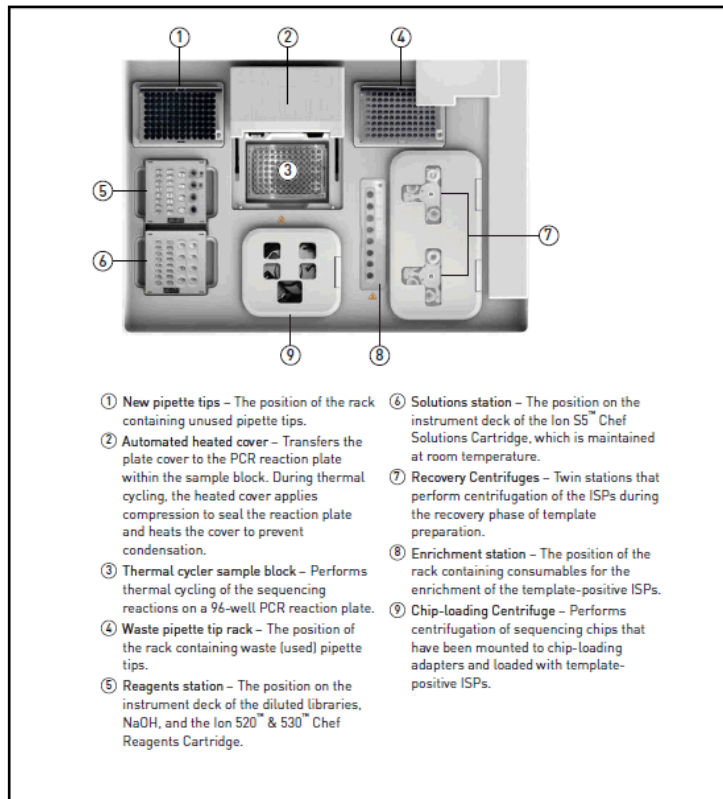 ① ② ④
③
⑤
⑥ ⑦
⑨ ⑧
① New pipette tips – The position of the rack
containing unused pipette tips.
② Automated heated cover – Transfers the
plate cover to the PCR reaction plate
within the sample block. During thermal
cycling, the heated cover applies
compression to seal the reaction plate
and heats the cover to prevent
condensation.
③ Thermal cycler sample block – Performs
thermal cycling of the sequencing
reactions on a 96-well PCR reaction plate.
④ Waste pipette tip rack – The position of
the rack containing waste (used) pipette
tips.
⑤ Reagents station – The position on the
instrument deck of the diluted libraries,
NaOH, and the Ion 520™ & 530™ Chef
Reagents Cartridge.
⑥ Solutions station – The position on the
instrument deck of the Ion S5™ Chef
Solutions Cartridge, which is maintained
at room temperature.
⑦ Recovery Centrifuges – Twin stations that
perform centrifugation of the ISPs during
the recovery phase of template
preparation.
⑧ Enrichment station – The position of the
rack containing consumables for the
enrichment of the template-positive ISPs.
⑨ Chip-loading Centrifuge – Performs
centrifugation of sequencing chips that
have been mounted to chip-loading
adapters and loaded with template-
positive ISPs.